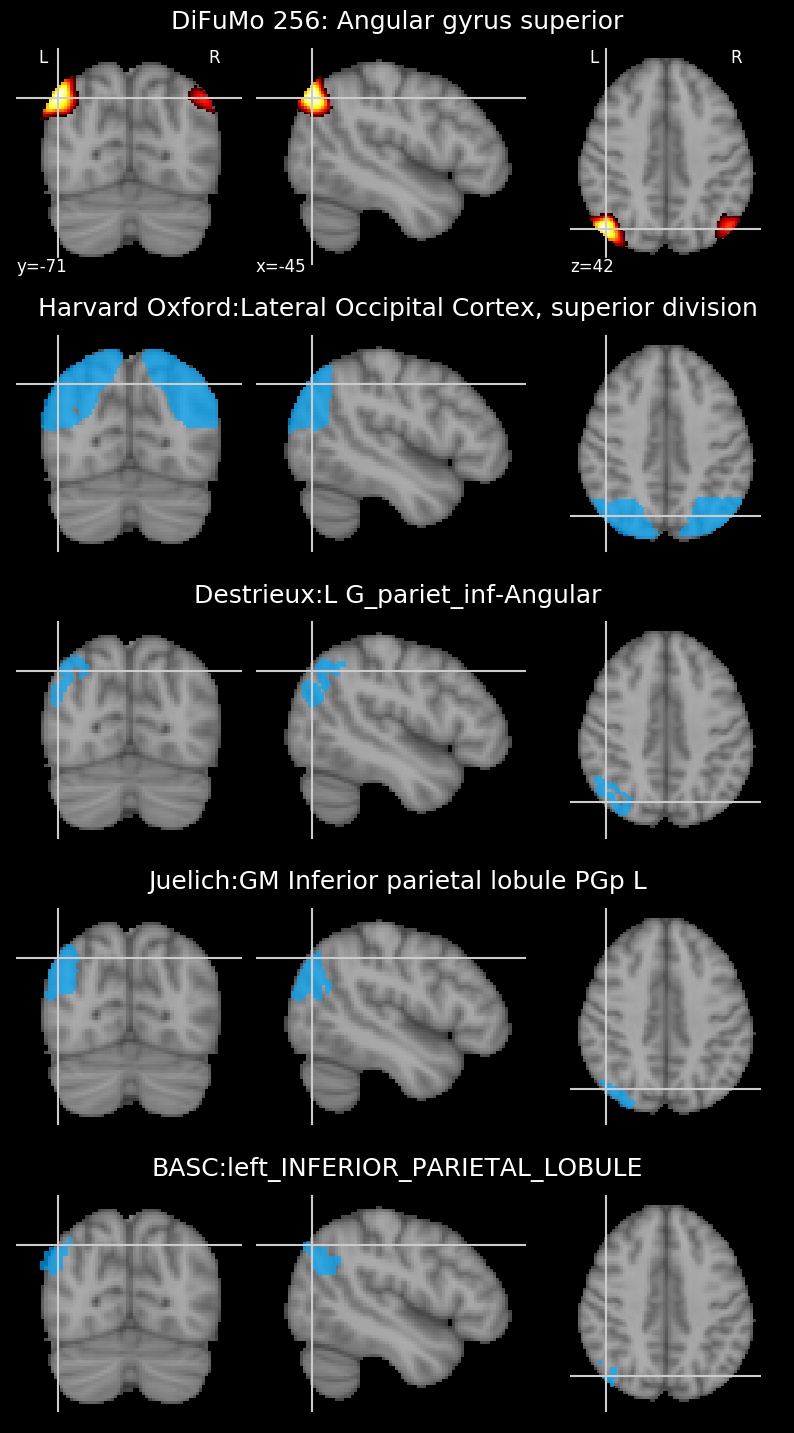 DiFuMo 256: Angular gyrus superior
L R L R
y=-71 x=-45 z=42
Harvard Oxford:Lateral Occipital Cortex, superior division
Destrieux:L G_pariet_inf-Angular
Juelich:GM Inferior parietal lobule PGp L
BASC:left_INFERIOR_PARIETAL_LOBULE